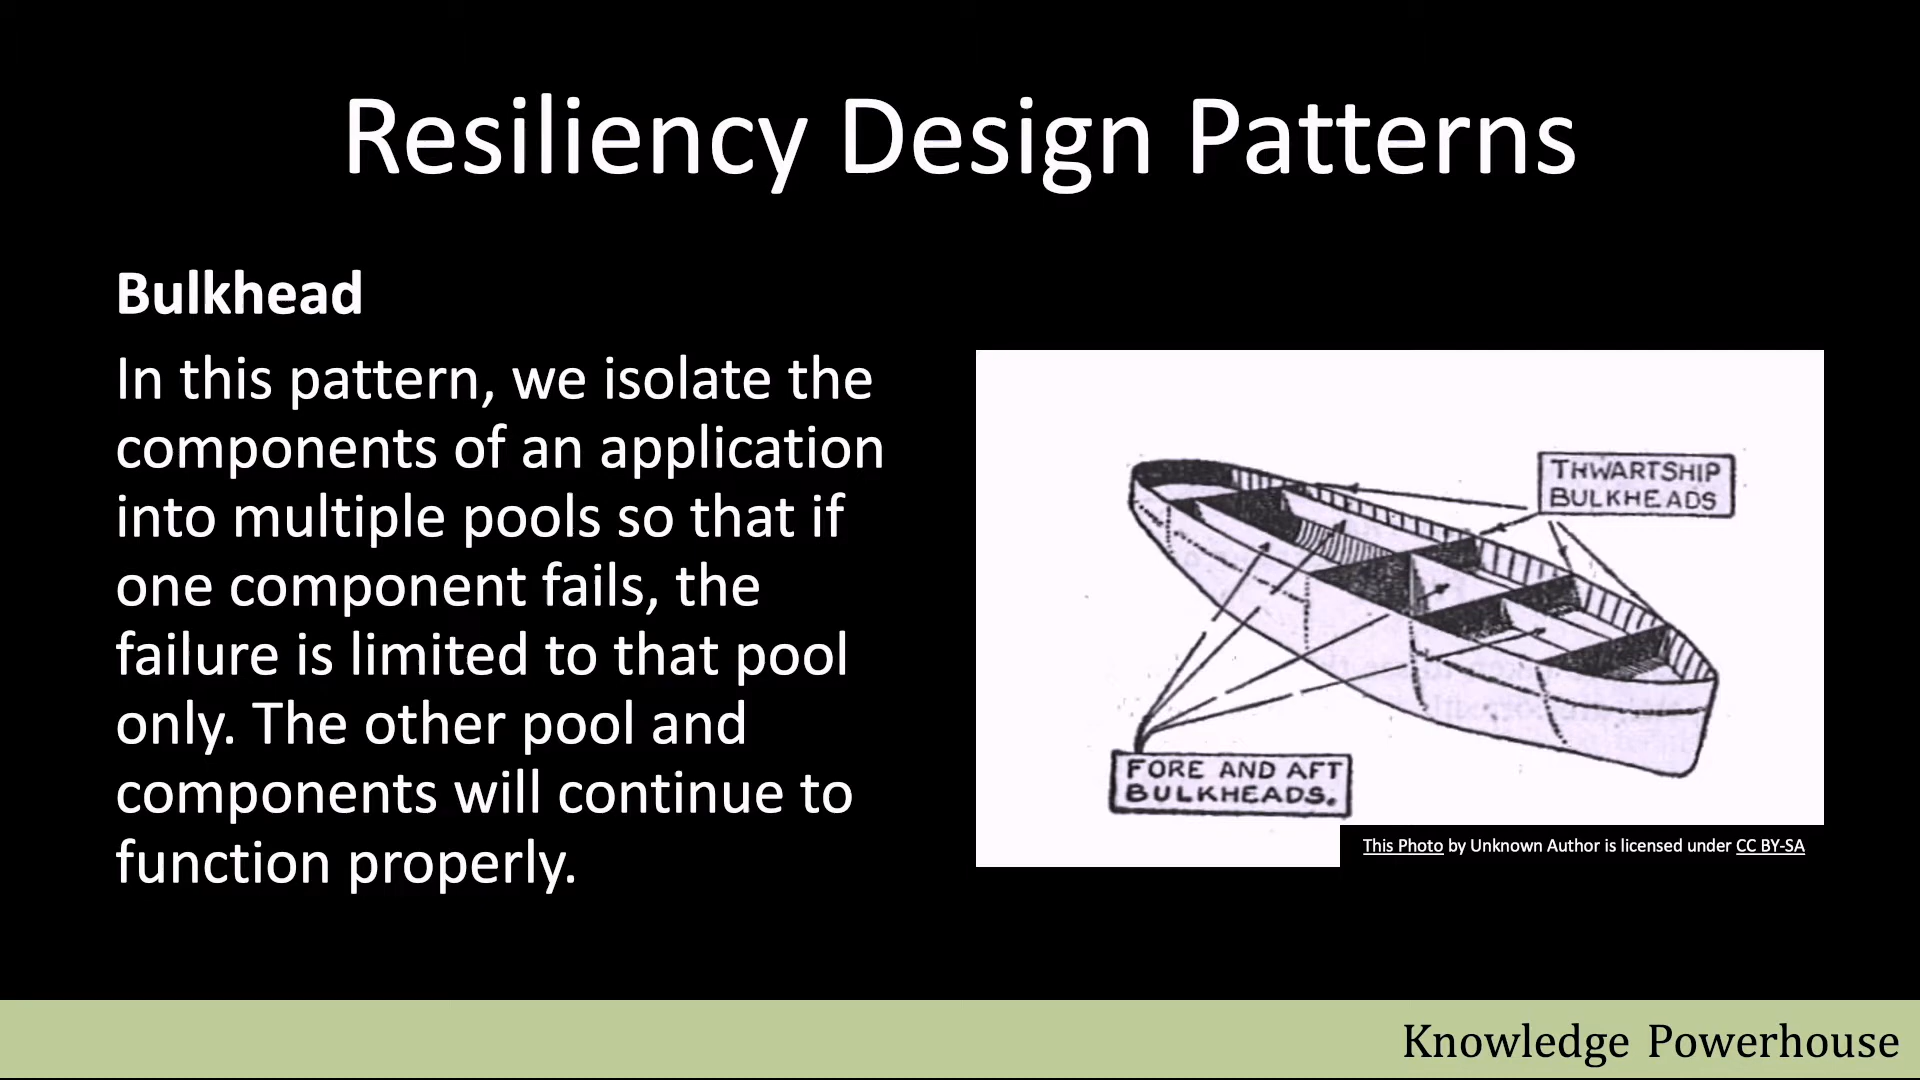 Resiliency Design Patterns
Bulkhead
In this pattern, we isolate the
components of an application
into multiple pools so that if
one component fails, the
failure is limited to that pool
only. The other pool and
components will continue to
function properly.
THWARTSHIP
BULKHEADS
FORE AND AFT
BULKHEADS.
This Photo by Unknown Author is licensed under CC BY-SA
Knowledge Powerhouse